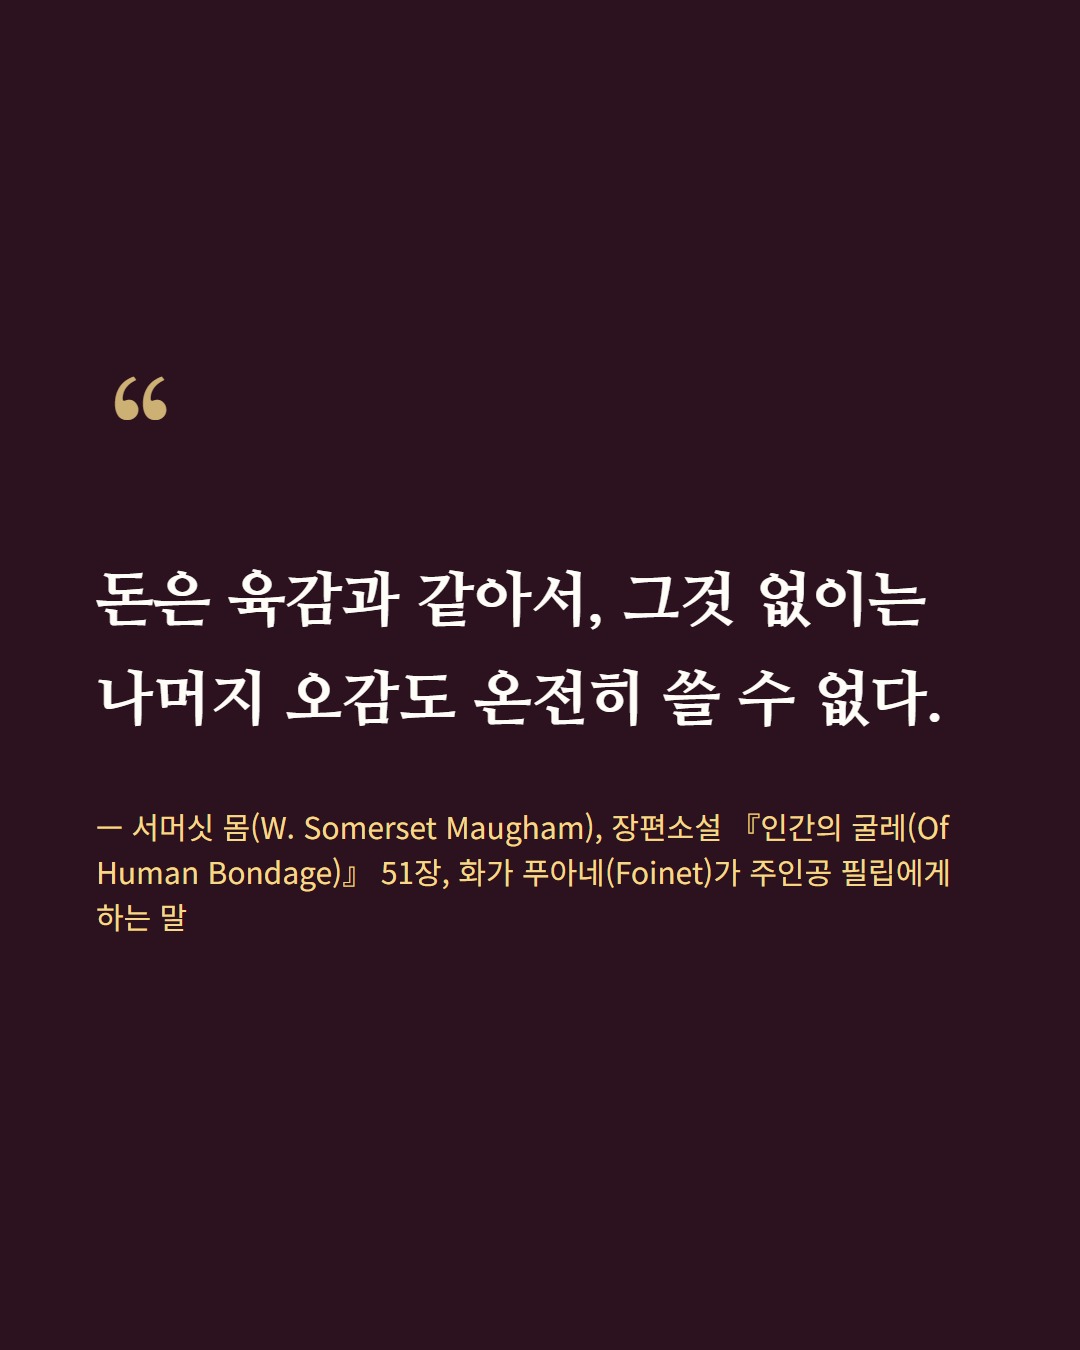 “
돈은 육감과 같아서, 그것 없이는
나머지 오감도 온전히 쓸 수 없다.
— 서머싯 몸(W. Somerset Maugham), 장편소설 『인간의 굴레(Of
Human Bondage)』 51장, 화가 푸아네(Foinet)가 주인공 필립에게
하는 말